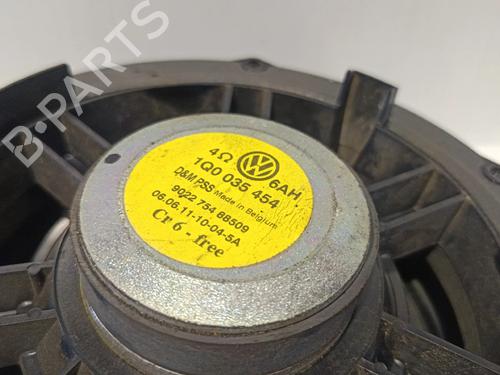 B-PARTS
4Ω 6AH
1Q0 035 454
D&M PSS Made in Belgium
9022 754 88509
06.06.11-10-04-5A
Cr 6 - free